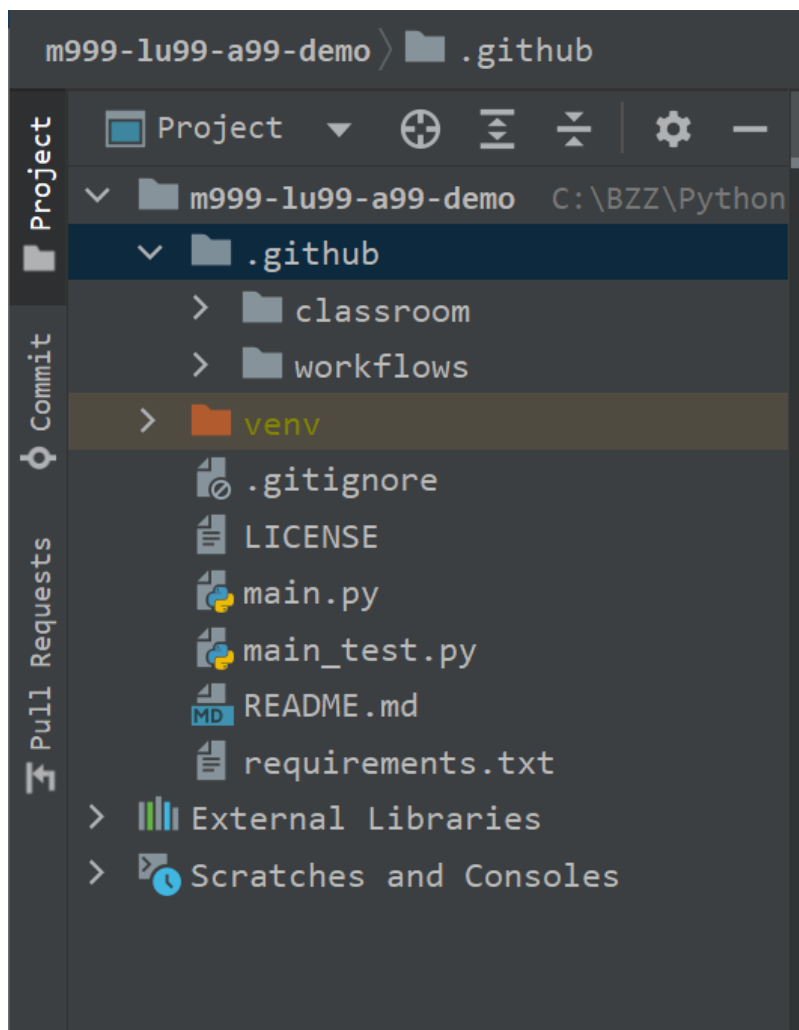 m999-lu99-a99-demo .github
Project
m999-lu99-a99-demo C:\BZZ\Python
.github
classroom
workflows
venv
.gitignore
LICENSE
main.py
main_test.py
MD README.md
requirements.txt
External Libraries
Scratches and Consoles
Project
Commit
Pull Requests